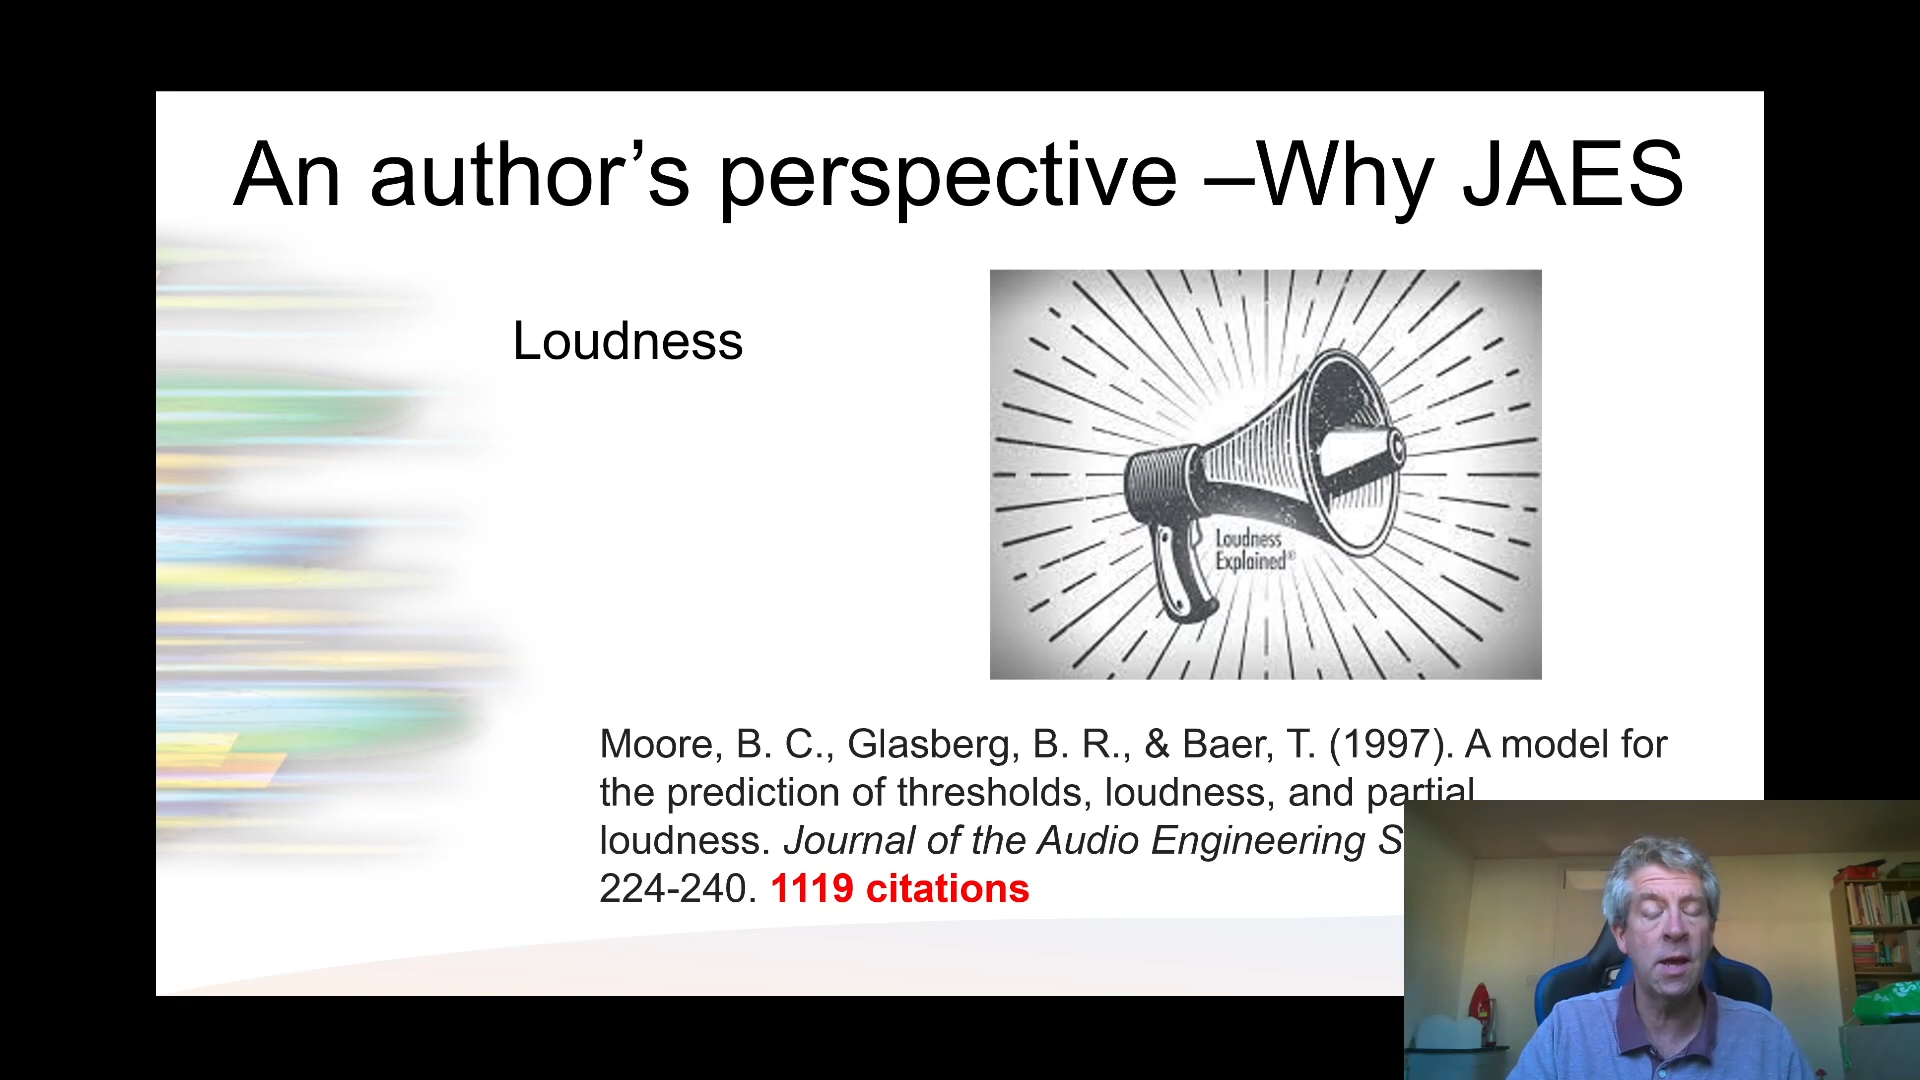 An author’s perspective –Why JAES
Loudness
Loudness
Explained®
Moore, B. C., Glasberg, B. R., & Baer, T. (1997). A model for
the prediction of thresholds, loudness, and partial
loudness. Journal of the Audio Engineering S
224-240. 1119 citations